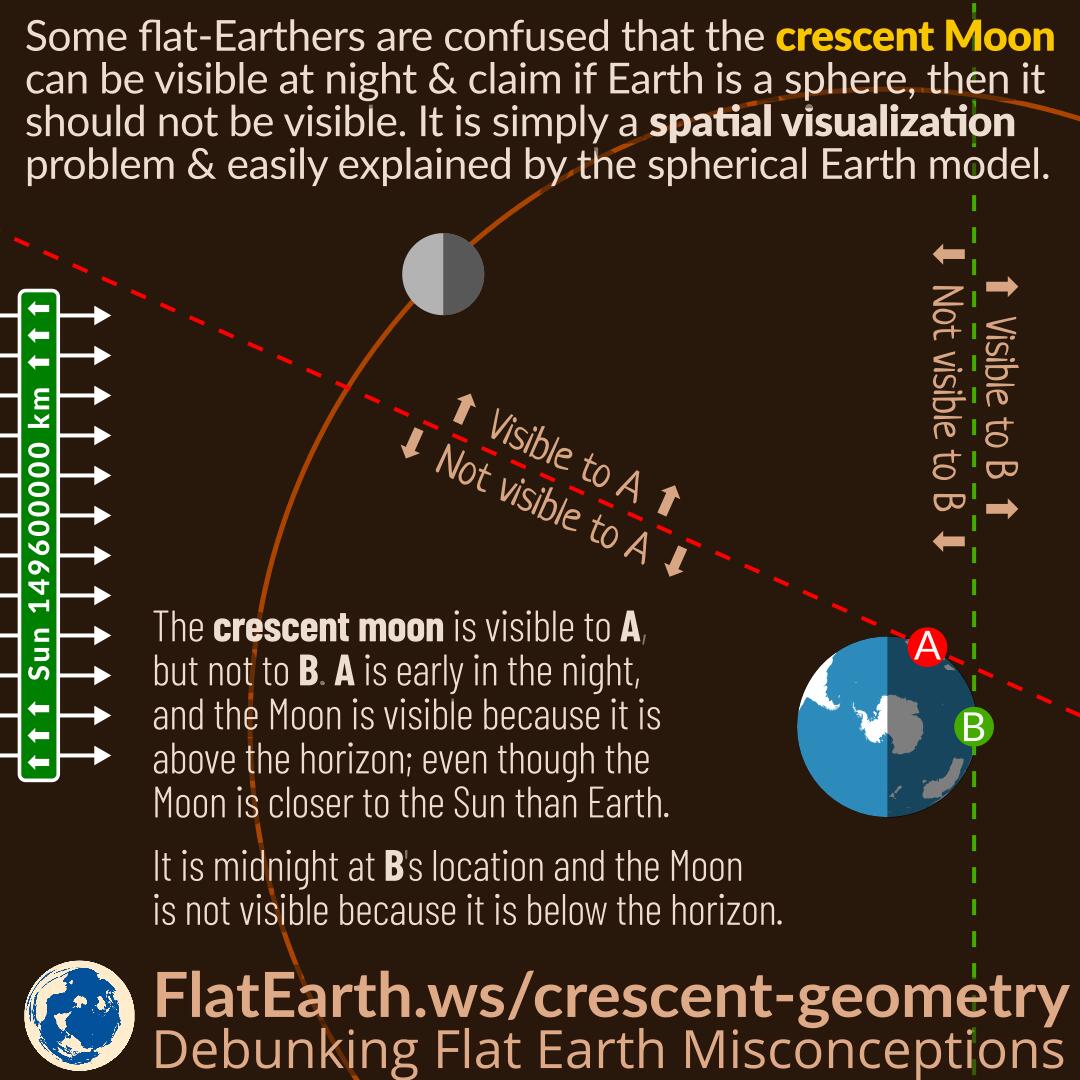 Some flat-Earthers are confused that the crescent Moon
can be visible at night & claim if Earth is a sphere, then it
should not be visible. It is simply a spatial visualization
problem & easily explained by the spherical Earth model.
Sun 149600000 km
Visible to A
Not visible to A
Not visible to B
Visible to B
The crescent moon is visible to A,
but not to B. A is early in the night,
and the Moon is visible because it is
above the horizon; even though the
Moon is closer to the Sun than Earth.
A
B
It is midnight at B's location and the Moon
is not visible because it is below the horizon.
FlatEarth.ws/crescent-geometry
Debunking Flat Earth Misconceptions